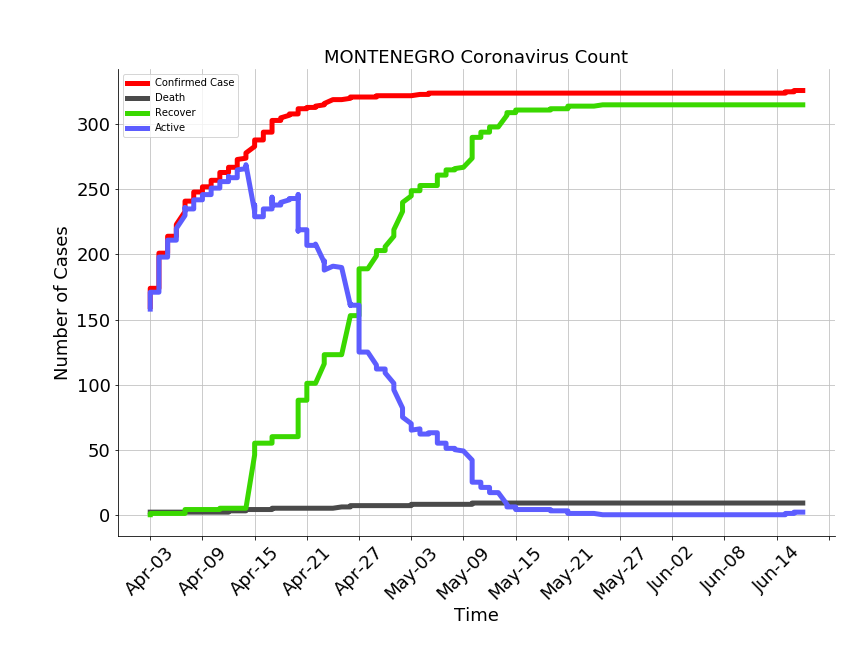 MONTENEGRO Coronavirus Count
Confirmed Case
Death
Recover
Active
Number of Cases
300
250
200
150
100
50
0
Apr-03
Apr-09
Apr-15
Apr-21
Apr-27
May-03
May-09
May-15
May-21
May-27
Jun-02
Jun-08
Jun-14
Time